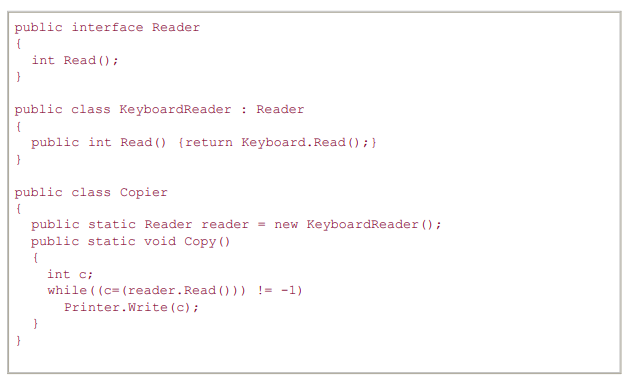 public interface Reader
{
  int Read();
}

public class KeyboardReader : Reader
{
  public int Read() {return Keyboard.Read();}
}

public class Copier
{
  public static Reader reader = new KeyboardReader();
  public static void Copy()
  {
    int c;
    while((c=(reader.Read())) != -1)
      Printer.Write(c);
  }
}